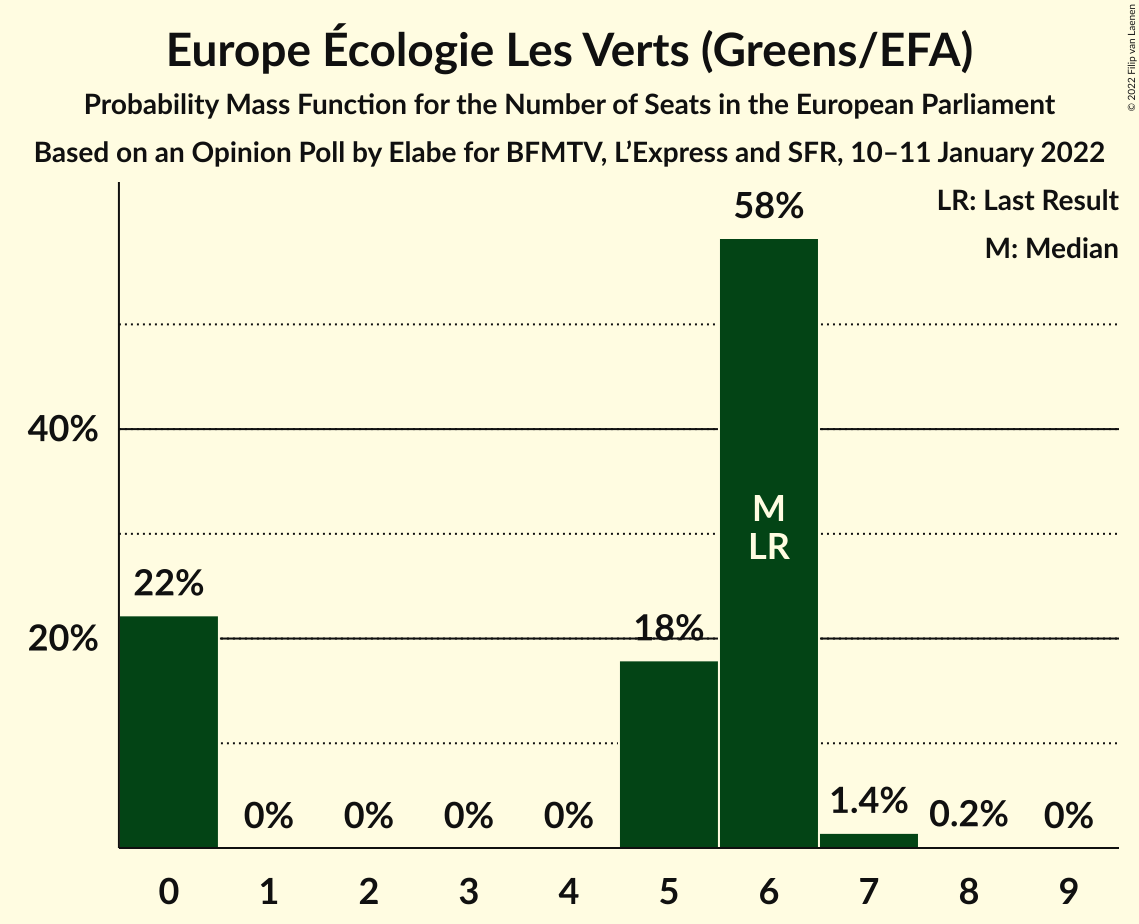 Europe Écologie Les Verts (Greens/EFA)
Probability Mass Function for the Number of Seats in the European Parliament
Based on an Opinion Poll by Elabe for BFMTV, L’Express and SFR, 10–11 January 2022
© 2022 Filip van Laenen
LR: Last Result
M: Median
58%
40%
M
LR
22%
20%
18%
0%
0%
0%
0%
1.4%
0.2%
0%
0
1
2
3
4
5
6
7
8
9